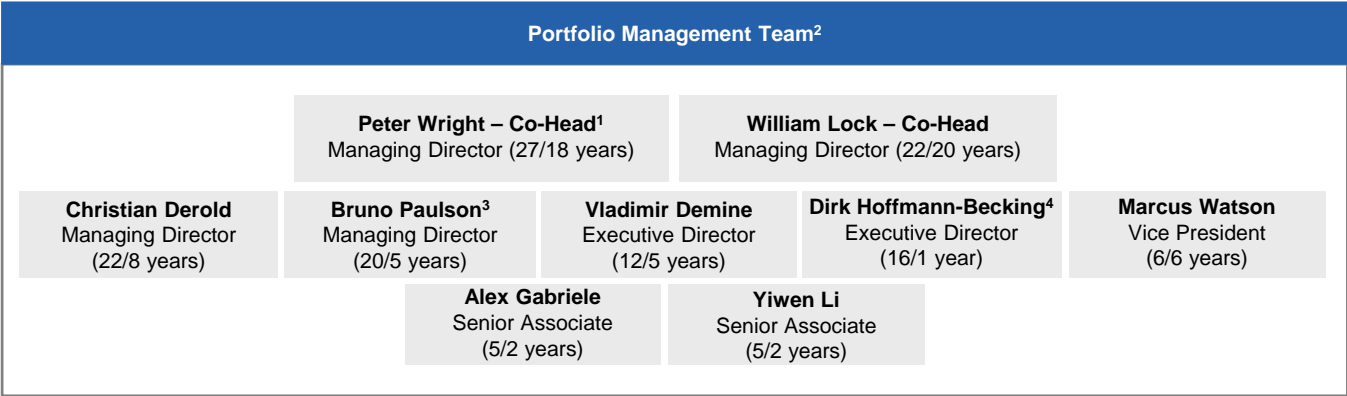 Portfolio Management Team²
Peter Wright – Co-Head¹
Managing Director (27/18 years)
William Lock – Co-Head
Managing Director (22/20 years)
Christian Derold
Managing Director
(22/8 years)
Bruno Paulson³
Managing Director
(20/5 years)
Vladimir Demine
Executive Director
(12/5 years)
Dirk Hoffmann-Becking⁴
Executive Director
(16/1 year)
Marcus Watson
Vice President
(6/6 years)
Alex Gabriele
Senior Associate
(5/2 years)
Yiwen Li
Senior Associate
(5/2 years)